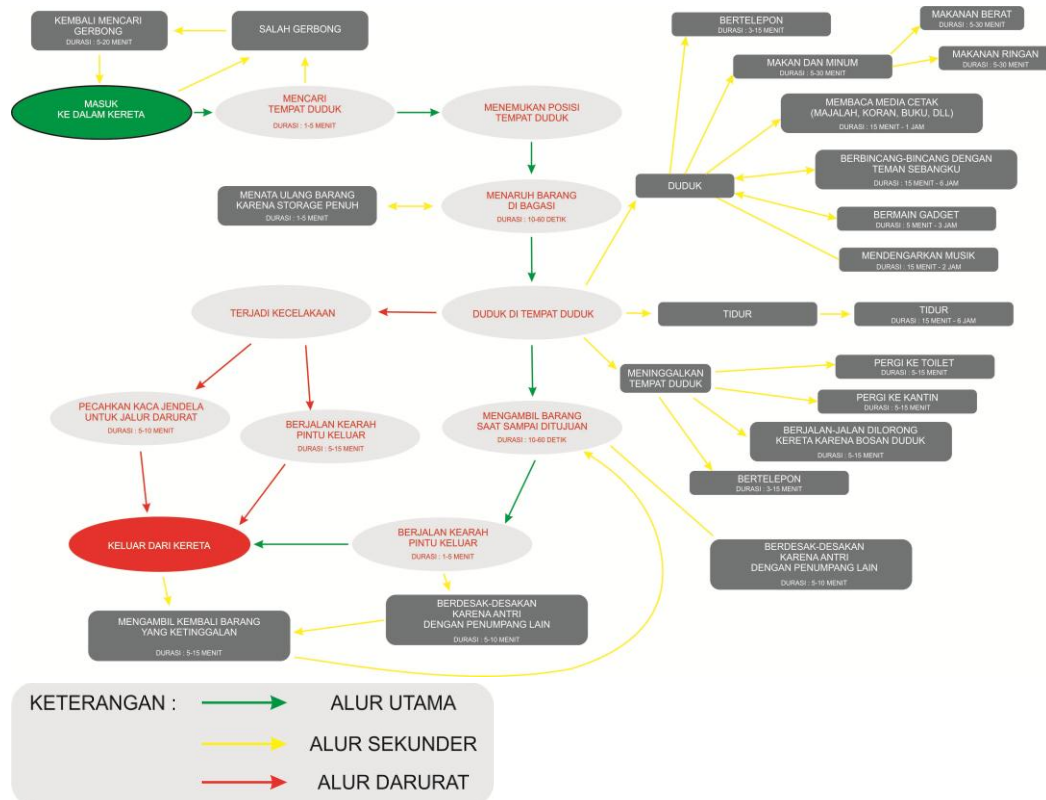 KEMBALI MENCARI
GERBONG
DURASI : 5-20 MENIT
SALAH GERBONG
MASUK
KE DALAM KERETA
MENCARI
TEMPAT DUDUK
DURASI : 1-5 MENIT
MENEMUKAN POSISI
TEMPAT DUDUK
MENATA ULANG BARANG
KARENA STORAGE PENUH
DURASI : 1-5 MENIT
MENARUH BARANG
DI BAGASI
DURASI : 10-60 DETIK
BERTELEPON
DURASI : 3-15 MENIT
MAKAN DAN MINUM
DURASI : 5-30 MENIT
MAKANAN BERAT
DURASI : 5-30 MENIT
MAKANAN RINGAN
DURASI : 5-30 MENIT
MEMBACA MEDIA CETAK
(MAJALAH, KORAN, BUKU, DLL)
DURASI : 15 MENIT - 1 JAM
DUDUK
BERBINCANG-BINCANG DENGAN
TEMAN SEBANGKU
DURASI : 15 MENIT - 6 JAM
BERMAIN GADGET
DURASI : 5 MENIT - 3 JAM
MENDENGARKAN MUSIK
DURASI : 15 MENIT - 2 JAM
TERJADI KECELAKAAN
DUDUK DI TEMPAT DUDUK
TIDUR
TIDUR
DURASI : 15 MENIT - 6 JAM
MENINGGALKAN
TEMPAT DUDUK
PERGI KE TOILET
DURASI : 5-15 MENIT
PERGI KE KANTIN
DURASI : 5-15 MENIT
BERJALAN-JALAN DILORONG
KERETA KARENA BOSAN DUDUK
DURASI : 5-15 MENIT
BERTELEPON
DURASI : 3-15 MENIT
PECAHKAN KACA JENDELA
UNTUK JALUR DARURAT
DURASI : 5-10 MENIT
BERJALAN KEARAH
PINTU KELUAR
DURASI : 5-15 MENIT
MENGAMBIL BARANG
SAAT SAMPAI DITUJUAN
DURASI : 10-60 DETIK
KELUAR DARI KERETA
BERJALAN KEARAH
PINTU KELUAR
DURASI : 1-5 MENIT
BERDESAK-DESAKAN
KARENA ANTRI
DENGAN PENUMPANG LAIN
DURASI : 5-10 MENIT
MENGAMBIL KEMBALI BARANG
YANG KETINGGALAN
DURASI : 5-15 MENIT
BERDESAK-DESAKAN
KARENA ANTRI
DENGAN PENUMPANG LAIN
DURASI : 5-10 MENIT
KETERANGAN :
ALUR UTAMA
ALUR SEKUNDER
ALUR DARURAT